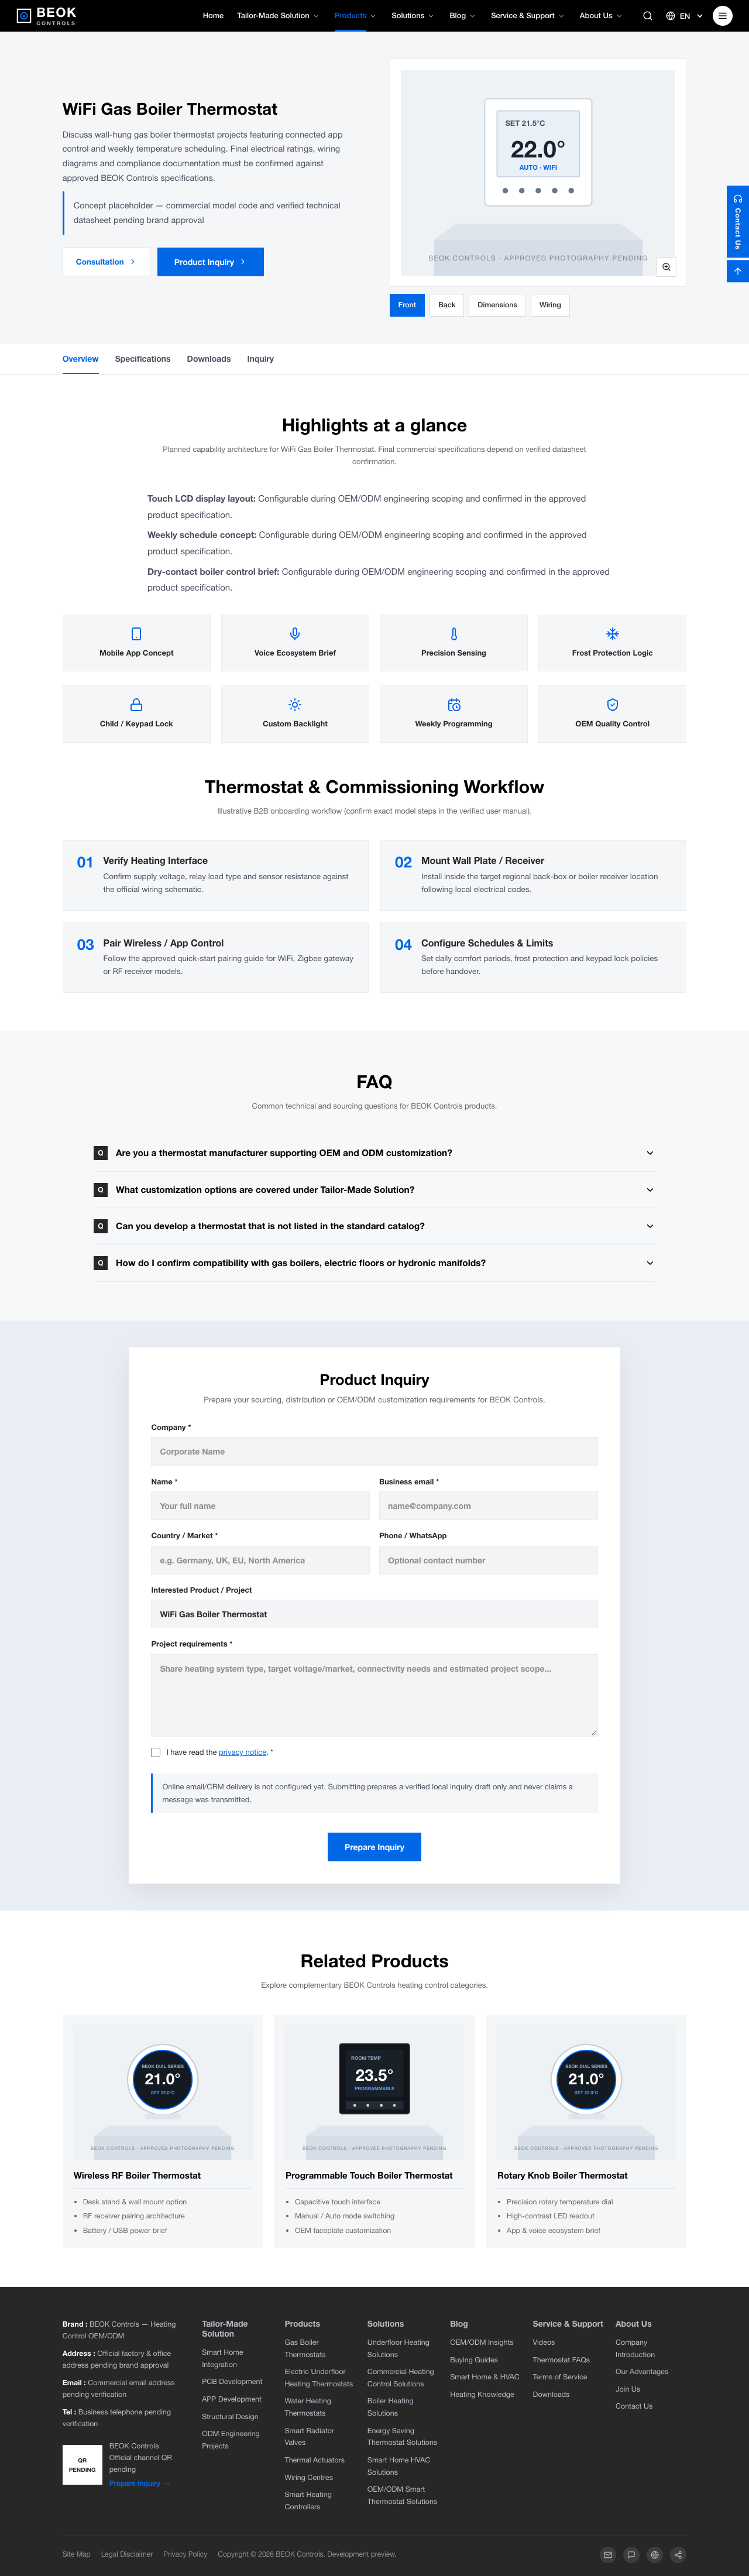 BEOK
CONTROLS
Home
Tailor-Made Solution
Products
Solutions
Blog
Service & Support
About Us
EN
WiFi Gas Boiler Thermostat
Discuss wall-hung gas boiler thermostat projects featuring connected app
control and weekly temperature scheduling. Final electrical ratings, wiring
diagrams and compliance documentation must be confirmed against
approved BEOK Controls specifications.
Concept placeholder — commercial model code and verified technical
datasheet pending brand approval
Consultation
Product Inquiry
SET 21.5°C
22.0°
AUTO · WIFI
BEOK CONTROLS · APPROVED PHOTOGRAPHY PENDING
Front
Back
Dimensions
Wiring
Contact Us
Overview
Specifications
Downloads
Inquiry
Highlights at a glance
Planned capability architecture for WiFi Gas Boiler Thermostat. Final commercial specifications depend on verified datasheet
confirmation.
Touch LCD display layout: Configurable during OEM/ODM engineering scoping and confirmed in the approved
product specification.
Weekly schedule concept: Configurable during OEM/ODM engineering scoping and confirmed in the approved
product specification.
Dry-contact boiler control brief: Configurable during OEM/ODM engineering scoping and confirmed in the approved
product specification.
Mobile App Concept
Voice Ecosystem Brief
Precision Sensing
Frost Protection Logic
Child / Keypad Lock
Custom Backlight
Weekly Programming
OEM Quality Control
Thermostat & Commissioning Workflow
Illustrative B2B onboarding workflow (confirm exact model steps in the verified user manual).
01
Verify Heating Interface
Confirm supply voltage, relay load type and sensor resistance against
the official wiring schematic.
02
Mount Wall Plate / Receiver
Install inside the target regional back-box or boiler receiver location
following local electrical codes.
03
Pair Wireless / App Control
Follow the approved quick-start pairing guide for WiFi, Zigbee gateway
or RF receiver models.
04
Configure Schedules & Limits
Set daily comfort periods, frost protection and keypad lock policies
before handover.
FAQ
Common technical and sourcing questions for BEOK Controls products.
Q
Are you a thermostat manufacturer supporting OEM and ODM customization?
Q
What customization options are covered under Tailor-Made Solution?
Q
Can you develop a thermostat that is not listed in the standard catalog?
Q
How do I confirm compatibility with gas boilers, electric floors or hydronic manifolds?
Product Inquiry
Prepare your sourcing, distribution or OEM/ODM customization requirements for BEOK Controls.
Company *
Corporate Name
Name *
Business email *
Your full name
name@company.com
Country / Market *
Phone / WhatsApp
e.g. Germany, UK, EU, North America
Optional contact number
Interested Product / Project
WiFi Gas Boiler Thermostat
Project requirements *
Share heating system type, target voltage/market, connectivity needs and estimated project scope...
I have read the privacy notice. *
Online email/CRM delivery is not configured yet. Submitting prepares a verified local inquiry draft only and never claims a
message was transmitted.
Prepare Inquiry
Related Products
Explore complementary BEOK Controls heating control categories.
BEOK DIAL SERIES
21.0°
SET 22.0°C
BEOK CONTROLS · APPROVED PHOTOGRAPHY PENDING
Wireless RF Boiler Thermostat
Desk stand & wall mount option
RF receiver pairing architecture
Battery / USB power brief
ROOM TEMP
23.5°
PROGRAMMABLE
BEOK CONTROLS · APPROVED PHOTOGRAPHY PENDING
Programmable Touch Boiler Thermostat
Capacitive touch interface
Manual / Auto mode switching
OEM faceplate customization
BEOK DIAL SERIES
21.0°
SET 22.0°C
BEOK CONTROLS · APPROVED PHOTOGRAPHY PENDING
Rotary Knob Boiler Thermostat
Precision rotary temperature dial
High-contrast LED readout
App & voice ecosystem brief
Brand : BEOK Controls — Heating
Control OEM/ODM
Address : Official factory & office
address pending brand approval
Email : Commercial email address
pending verification
Tel : Business telephone pending
verification
QR
PENDING
BEOK Controls
Official channel QR
pending
Prepare Inquiry →
Tailor-Made
Solution
Smart Home
Integration
PCB Development
APP Development
Structural Design
ODM Engineering
Projects
Products
Gas Boiler
Thermostats
Electric Underfloor
Heating Thermostats
Water Heating
Thermostats
Smart Radiator
Valves
Thermal Actuators
Wiring Centres
Smart Heating
Controllers
Solutions
Underfloor Heating
Solutions
Commercial Heating
Control Solutions
Boiler Heating
Solutions
Energy Saving
Thermostat Solutions
Smart Home HVAC
Solutions
OEM/ODM Smart
Thermostat Solutions
Blog
OEM/ODM Insights
Buying Guides
Smart Home & HVAC
Heating Knowledge
Service & Support
Videos
Thermostat FAQs
Terms of Service
Downloads
About Us
Company
Introduction
Our Advantages
Join Us
Contact Us
Site Map
Legal Disclaimer
Privacy Policy
Copyright © 2026 BEOK Controls. Development preview.